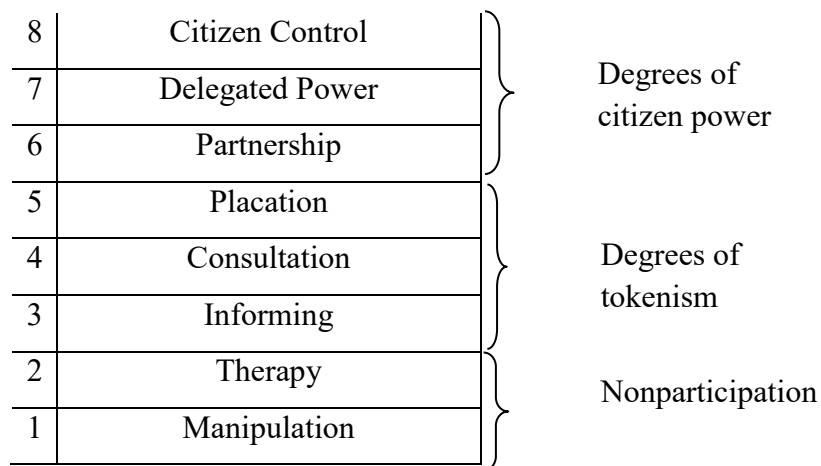 8 Citizen Control
7 Delegated Power
6 Partnership
Degrees of
citizen power
5 Placation
4 Consultation
3 Informing
Degrees of
tokenism
2 Therapy
1 Manipulation
Nonparticipation